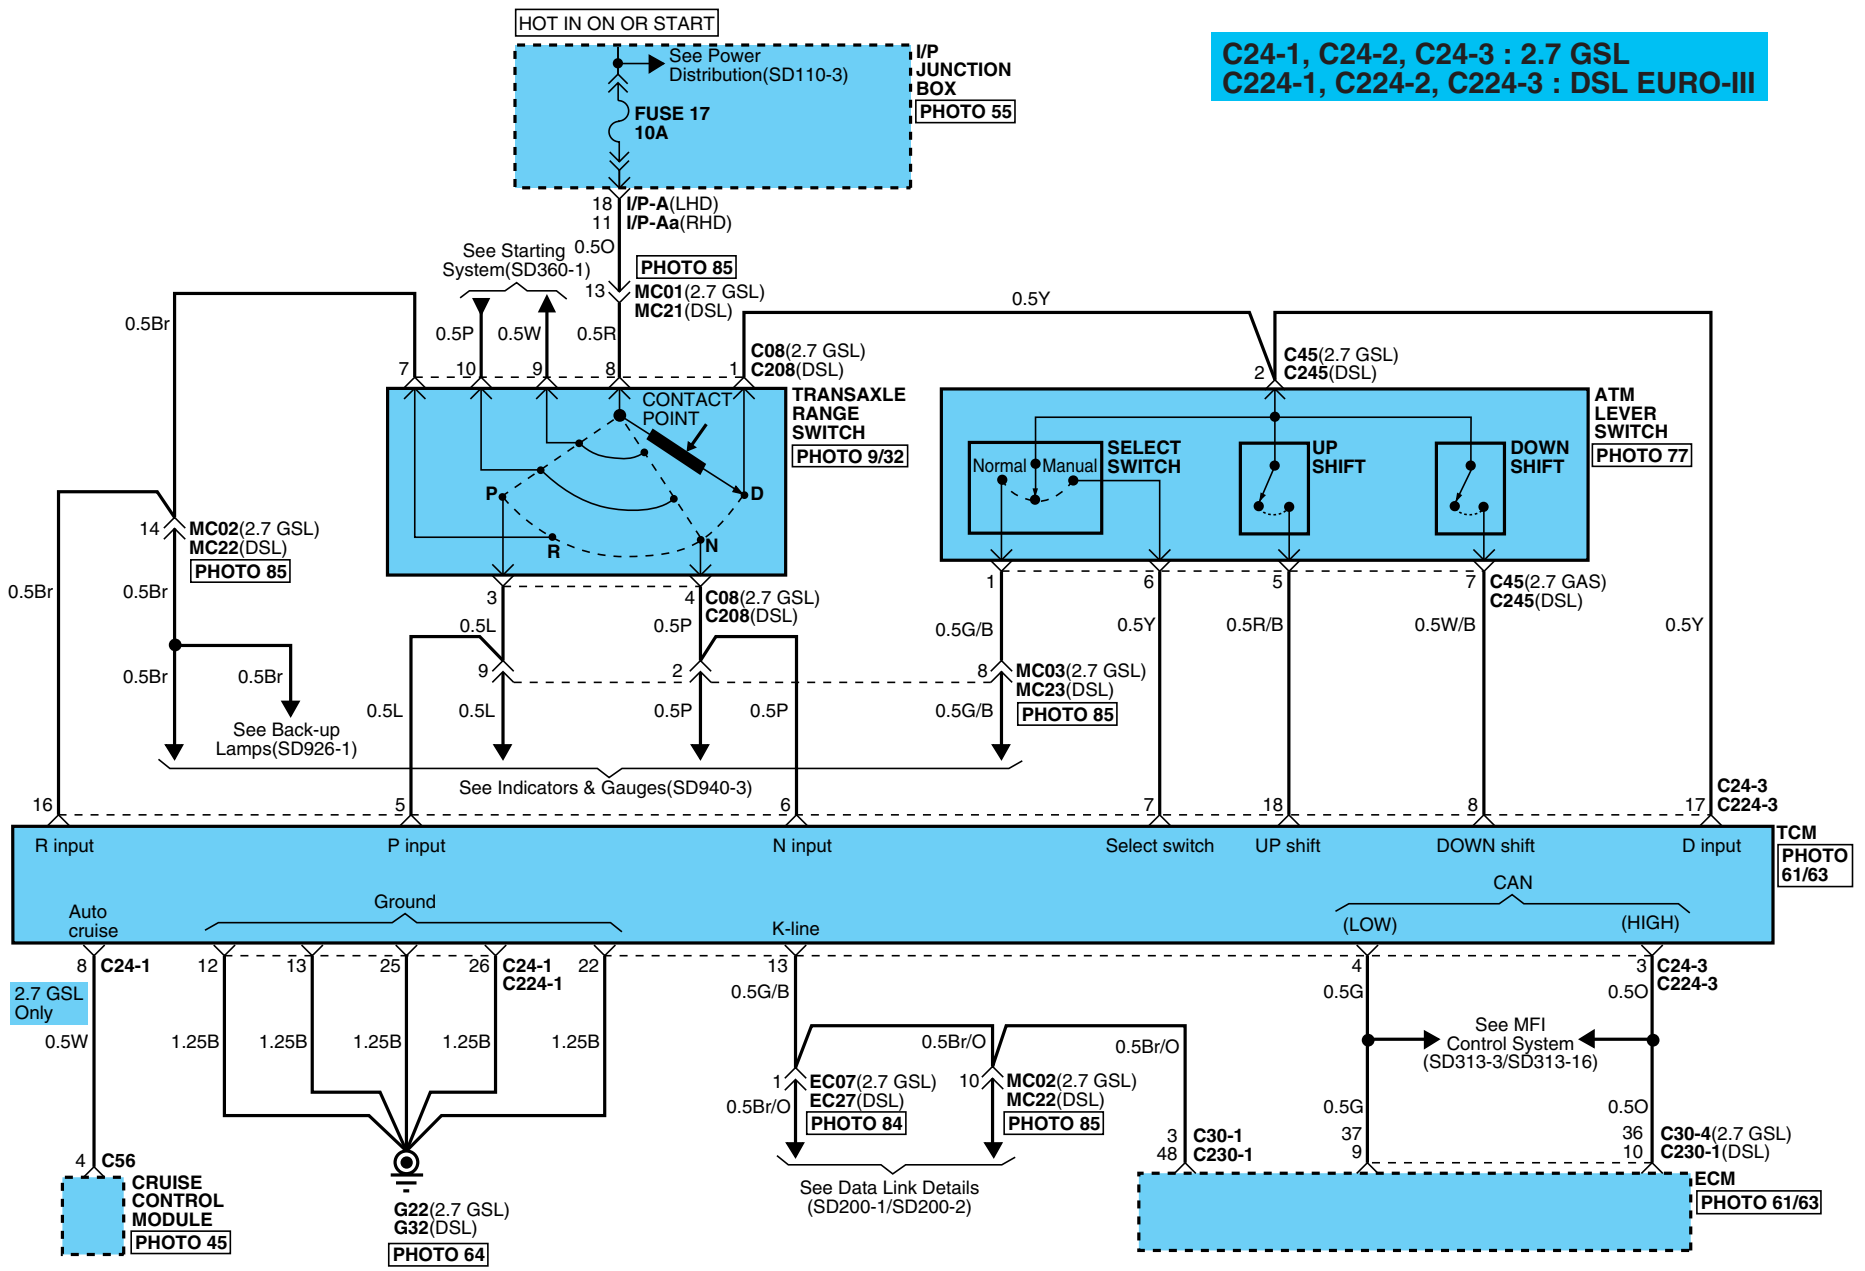 HOT IN ON OR START
See Power
Distribution(SD110-3)
FUSE 17
10A
I/P
JUNCTION
BOX
PHOTO 55
C24-1, C24-2, C24-3 : 2.7 GSL
C224-1, C224-2, C224-3 : DSL EURO-III
18 I/P-A(LHD)
11 I/P-Aa(RHD)
0.5O
See Starting
System(SD360-1)
PHOTO 85
13 MC01(2.7 GSL)
MC21(DSL)
0.5Br
0.5P
0.5W
0.5R
0.5Y
7
10
9
8
1
C08(2.7 GSL)
C208(DSL)
TRANSAXLE
RANGE
SWITCH
PHOTO 9/32
CONTACT
POINT
P
R
N
D
2
C45(2.7 GSL)
C245(DSL)
ATM
LEVER
SWITCH
PHOTO 77
SELECT
SWITCH
Normal
Manual
UP
SHIFT
DOWN
SHIFT
14 MC02(2.7 GSL)
MC22(DSL)
PHOTO 85
0.5Br
0.5Br
3
4
C08(2.7 GSL)
C208(DSL)
1
6
5
7
C45(2.7 GAS)
C245(DSL)
0.5L
0.5P
0.5G/B
0.5Y
0.5R/B
0.5W/B
0.5Y
9
2
8
MC03(2.7 GSL)
MC23(DSL)
PHOTO 85
0.5Br
0.5Br
0.5L
0.5L
0.5P
0.5P
0.5G/B
See Back-up
Lamps(SD926-1)
See Indicators & Gauges(SD940-3)
16
5
6
7
18
8
17
C24-3
C224-3
R input
P input
N input
Select switch
UP shift
DOWN shift
D input
TCM
PHOTO
61/63
Auto
cruise
Ground
K-line
CAN
(LOW)
(HIGH)
8 C24-1
12
13
25
26
C24-1
C224-1
22
13
4
3
C24-3
C224-3
2.7 GSL
Only
0.5W
1.25B
1.25B
1.25B
1.25B
1.25B
0.5G/B
0.5G
0.5O
0.5Br/O
0.5Br/O
See MFI
Control System
(SD313-3/SD313-16)
1 EC07(2.7 GSL)
EC27(DSL)
PHOTO 84
0.5Br/O
10 MC02(2.7 GSL)
MC22(DSL)
PHOTO 85
0.5G
0.5O
3 C30-1
48 C230-1
37
9
36 C30-4(2.7 GSL)
10 C230-1(DSL)
4 C56
CRUISE
CONTROL
MODULE
PHOTO 45
G22(2.7 GSL)
G32(DSL)
PHOTO 64
See Data Link Details
(SD200-1/SD200-2)
ECM
PHOTO 61/63